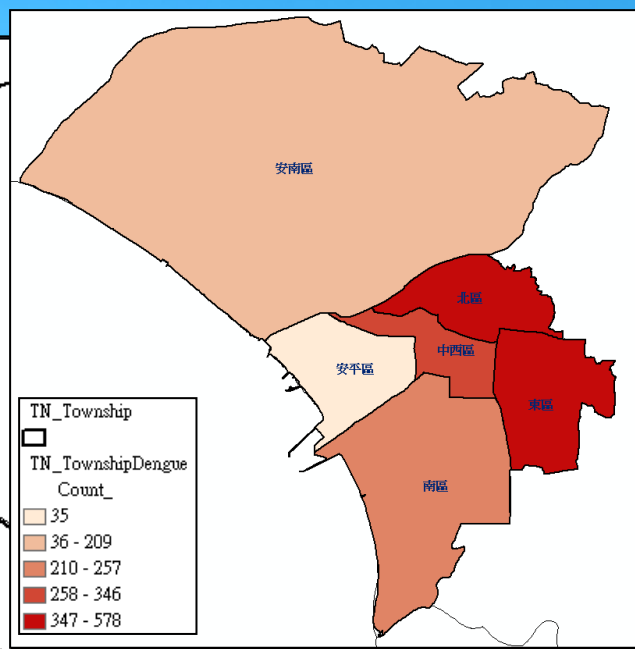 安南區
北區
中西區
安平區
東區
南區
TN_Township
TN_TownshipDengue
Count_
35
36 - 209
210 - 257
258 - 346
347 - 578